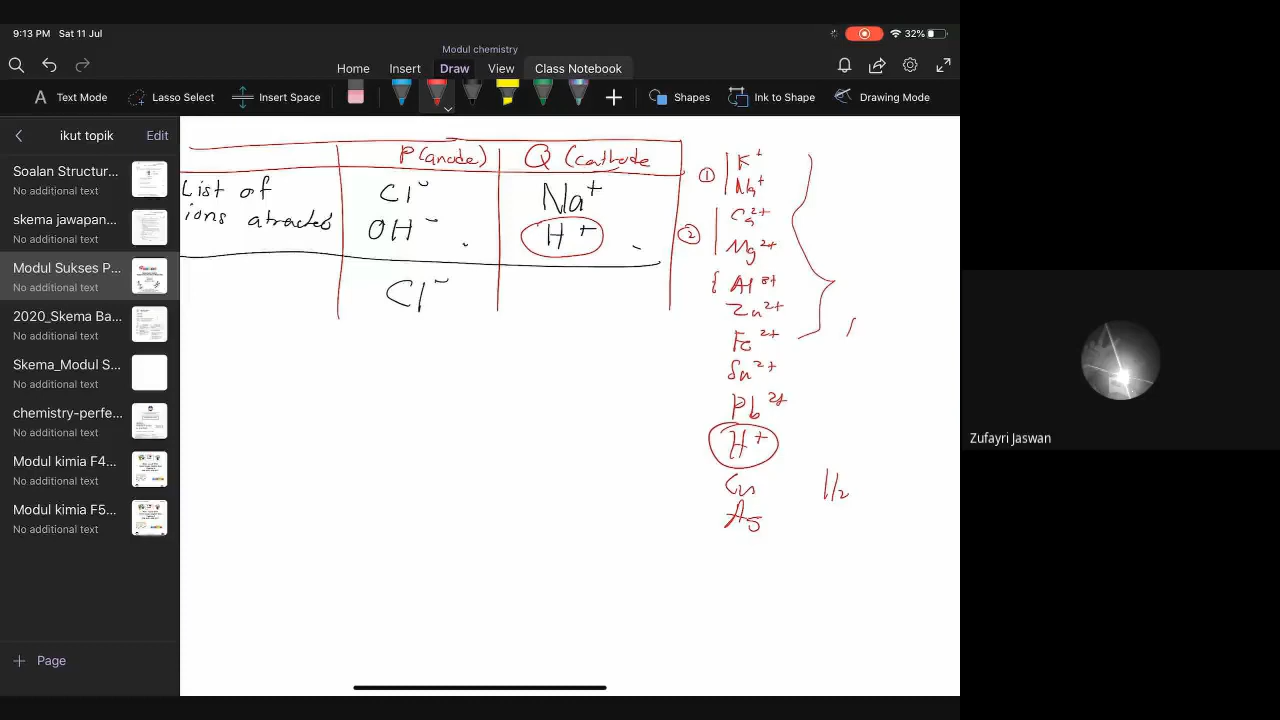 9:13 PM Sat 11 Jul
32%
Modul chemistry
Home Insert Draw View Class Notebook
Text Mode Lasso Select Insert Space Shapes Ink to Shape Drawing Mode
ikut topik Edit
Soalan Structur...
No additional text
skema jawapan...
No additional text
Modul Sukses P...
No additional text
2020_Skema Ba...
No additional text
Skema_Modul S...
No additional text
chemistry-perfe...
No additional text
Modul kimia F4...
No additional text
Modul kimia F5...
No additional text
Page
P(anode) Q (cathode
List of Cl⁻ Na⁺
ions atracted OH⁻ H⁺
Cl⁻
① K⁺
Na⁺
Ca²⁺
② Mg²⁺
Al³⁺
Zn²⁺
Fe²⁺
Sn²⁺
Pb²⁺
H⁺
Cu
Ag
Zufayri Jaswan